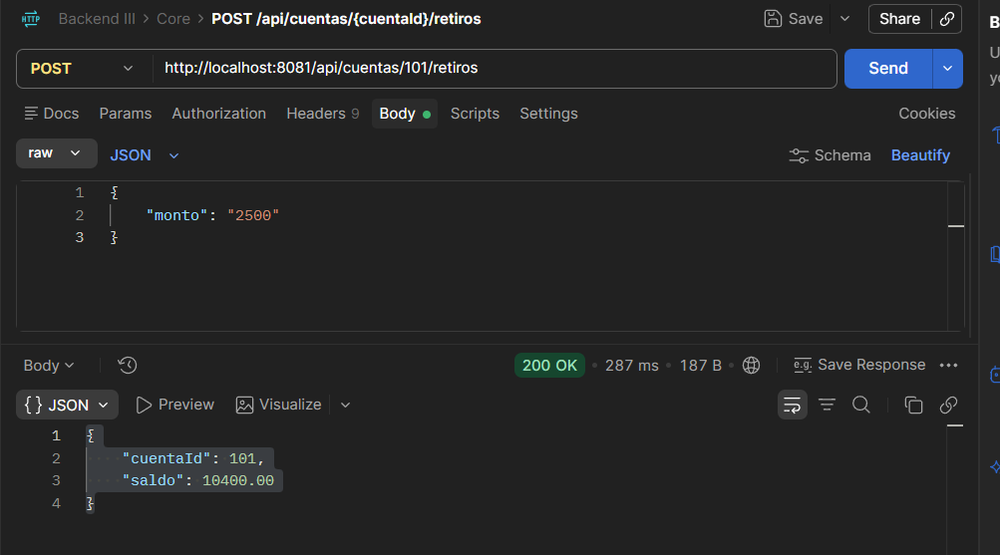 HTTP Backend III > Core > POST /api/cuentas/{cuentaId}/retiros Save Share
POST http://localhost:8081/api/cuentas/101/retiros Send
Docs Params Authorization Headers 9 Body Scripts Settings Cookies
raw JSON Schema Beautify
1 {
2 "monto": "2500"
3 }
Body 200 OK • 287 ms • 187 B • e.g. Save Response •••
{} JSON Preview Visualize
1 {
2 "cuentaId": 101,
3 "saldo": 10400.00
4 }